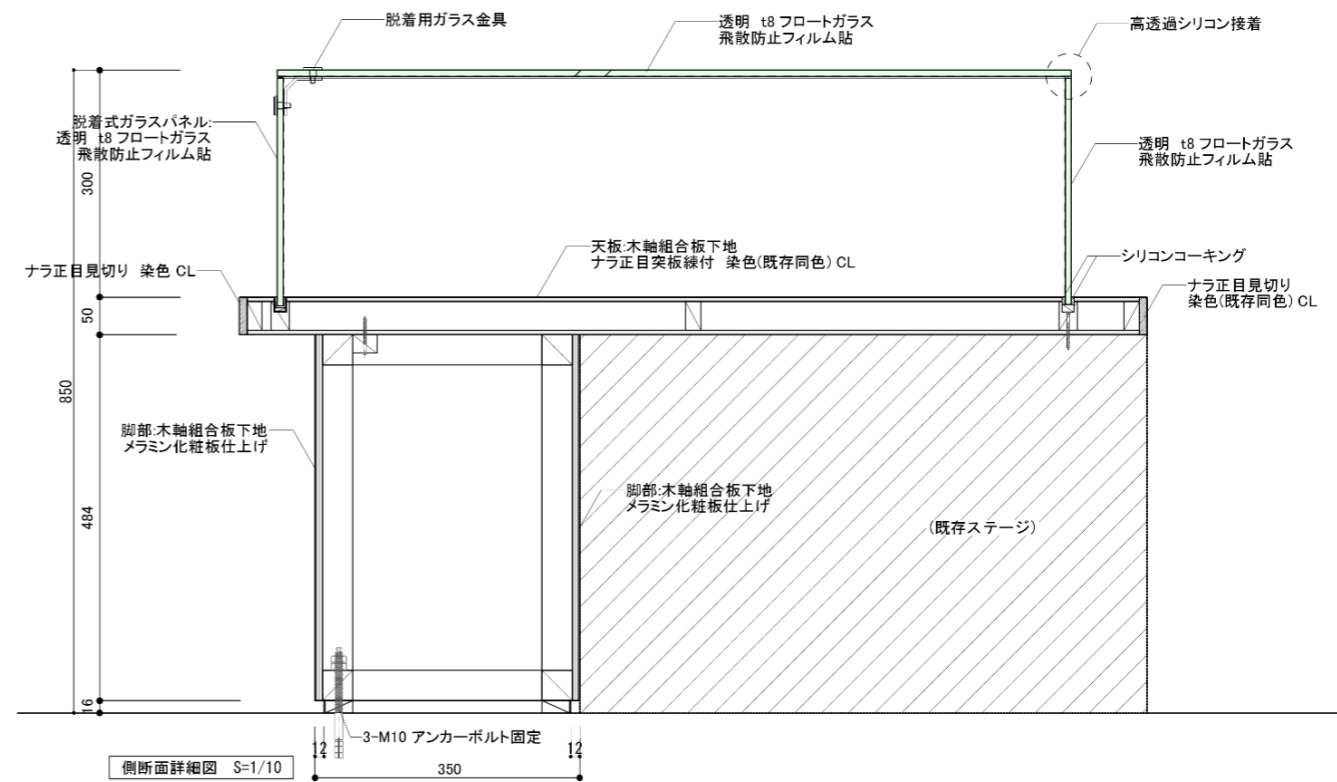 脱着用ガラス金具
透明 t8 フロートガラス
飛散防止フィルム貼
高透過シリコン接着
脱着式ガラスパネル:
透明 t8 フロートガラス
飛散防止フィルム貼
透明 t8 フロートガラス
飛散防止フィルム貼
300
天板:木軸組合板下地
ナラ正目突板練付 染色(既存同色) CL
シリコンコーキング
ナラ正目見切り 染色 CL
ナラ正目見切り
染色(既存同色) CL
50
850
脚部:木軸組合板下地
メラミン化粧板仕上げ
脚部:木軸組合板下地
メラミン化粧板仕上げ
484
(既存ステージ)
16
3-M10 アンカーボルト固定
12
12
350
側断面詳細図 S=1/10